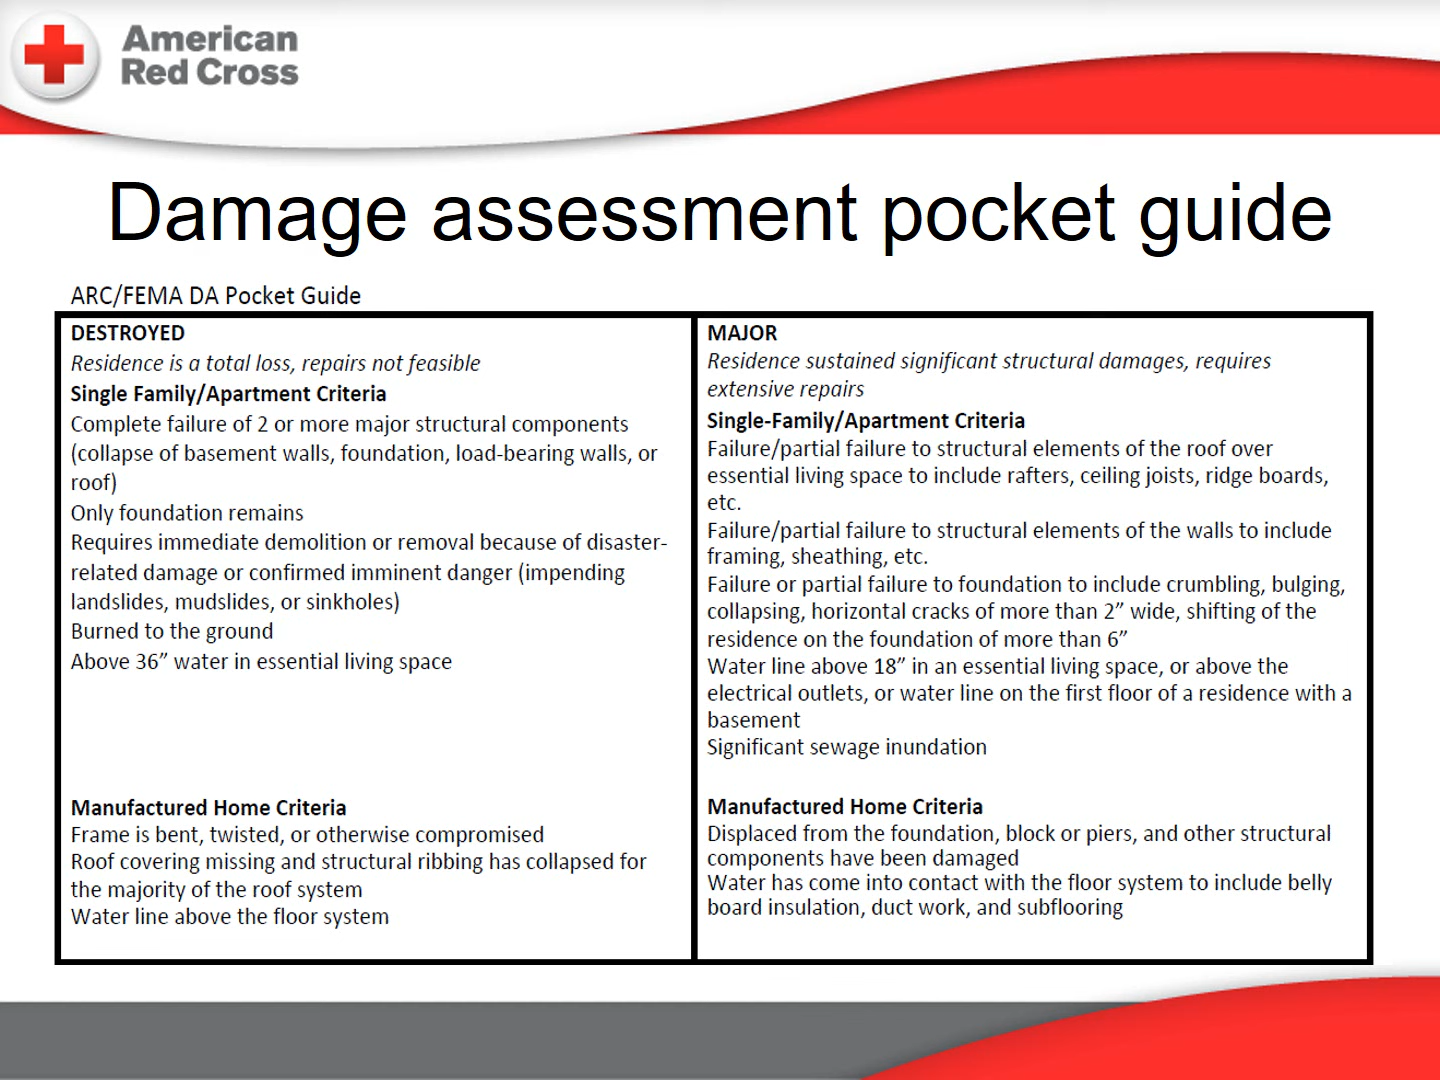 American
Red Cross
Damage assessment pocket guide
ARC/FEMA DA Pocket Guide
DESTROYED
Residence is a total loss, repairs not feasible
Single Family/Apartment Criteria
Complete failure of 2 or more major structural components
(collapse of basement walls, foundation, load-bearing walls, or
roof)
Only foundation remains
Requires immediate demolition or removal because of disaster-
related damage or confirmed imminent danger (impending
landslides, mudslides, or sinkholes)
Burned to the ground
Above 36” water in essential living space
Manufactured Home Criteria
Frame is bent, twisted, or otherwise compromised
Roof covering missing and structural ribbing has collapsed for
the majority of the roof system
Water line above the floor system
MAJOR
Residence sustained significant structural damages, requires
extensive repairs
Single-Family/Apartment Criteria
Failure/partial failure to structural elements of the roof over
essential living space to include rafters, ceiling joists, ridge boards,
etc.
Failure/partial failure to structural elements of the walls to include
framing, sheathing, etc.
Failure or partial failure to foundation to include crumbling, bulging,
collapsing, horizontal cracks of more than 2” wide, shifting of the
residence on the foundation of more than 6”
Water line above 18” in an essential living space, or above the
electrical outlets, or water line on the first floor of a residence with a
basement
Significant sewage inundation
Manufactured Home Criteria
Displaced from the foundation, block or piers, and other structural
components have been damaged
Water has come into contact with the floor system to include belly
board insulation, duct work, and subflooring